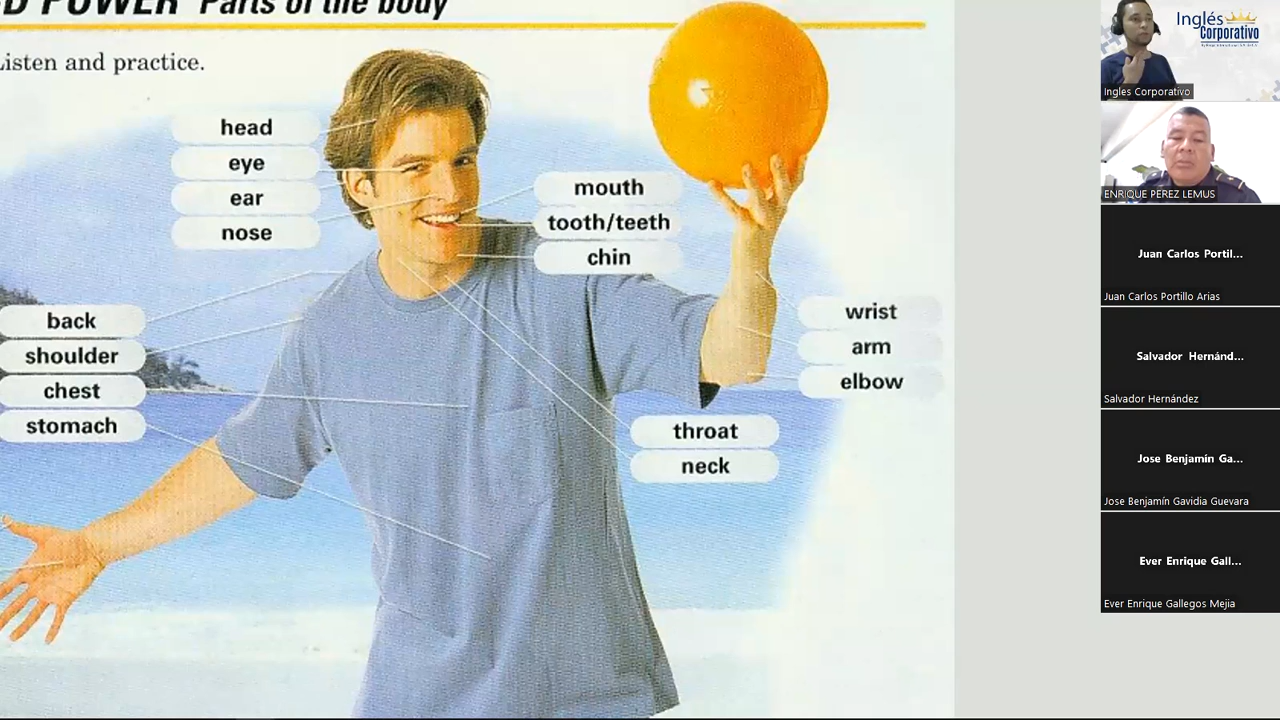 D POWER Parts of the body
Listen and practice.
head
eye
ear
nose
mouth
tooth/teeth
chin
back
shoulder
chest
stomach
wrist
arm
elbow
throat
neck
Inglés
Corporativo
Ingles Corporativo
ENRIQUE PEREZ LEMUS
Juan Carlos Portil...
Juan Carlos Portillo Arias
Salvador Hernánd...
Salvador Hernández
Jose Benjamín Ga...
Jose Benjamín Gavidia Guevara
Ever Enrique Gall...
Ever Enrique Gallegos Mejia